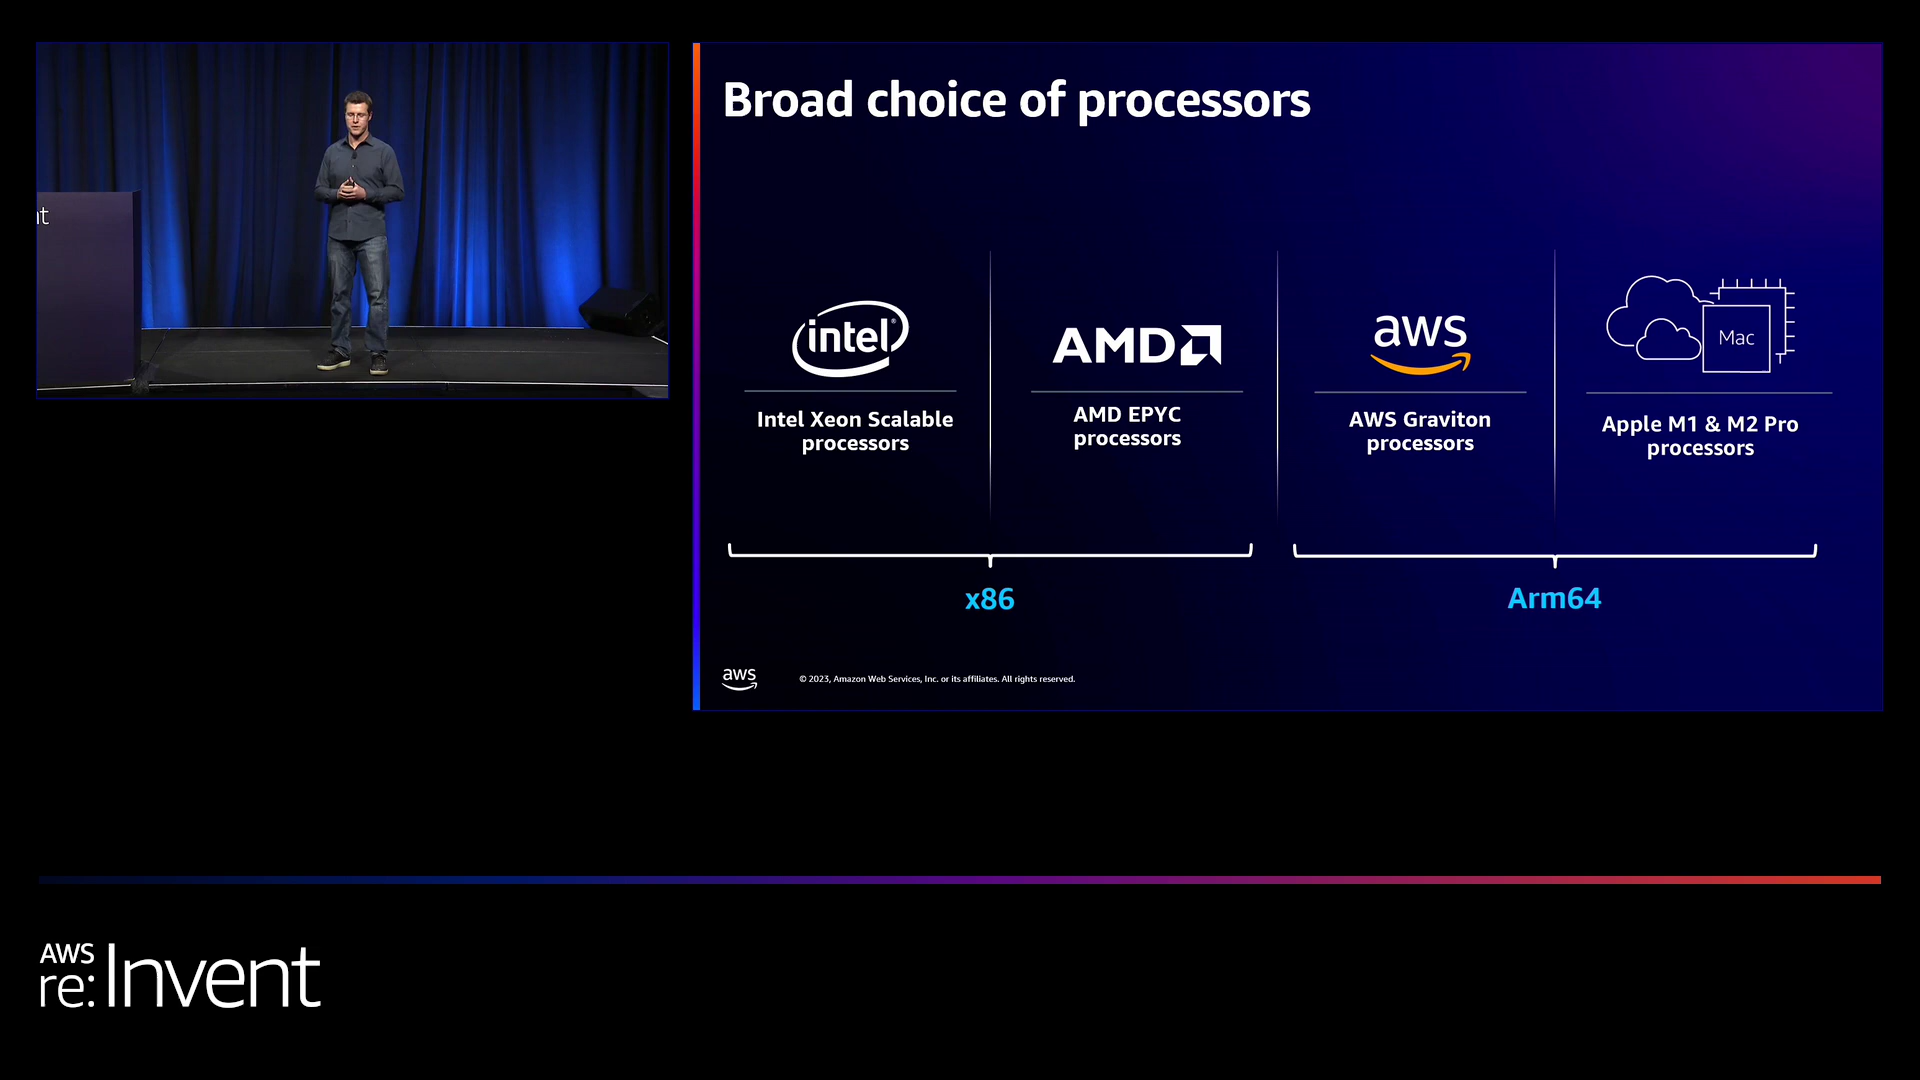 nt
Broad choice of processors
intel®
Intel Xeon Scalable
processors
AMD
AMD EPYC
processors
aws
AWS Graviton
processors
Mac
Apple M1 & M2 Pro
processors
x86
Arm64
aws
© 2023, Amazon Web Services, Inc. or its affiliates. All rights reserved.
AWS
re:Invent